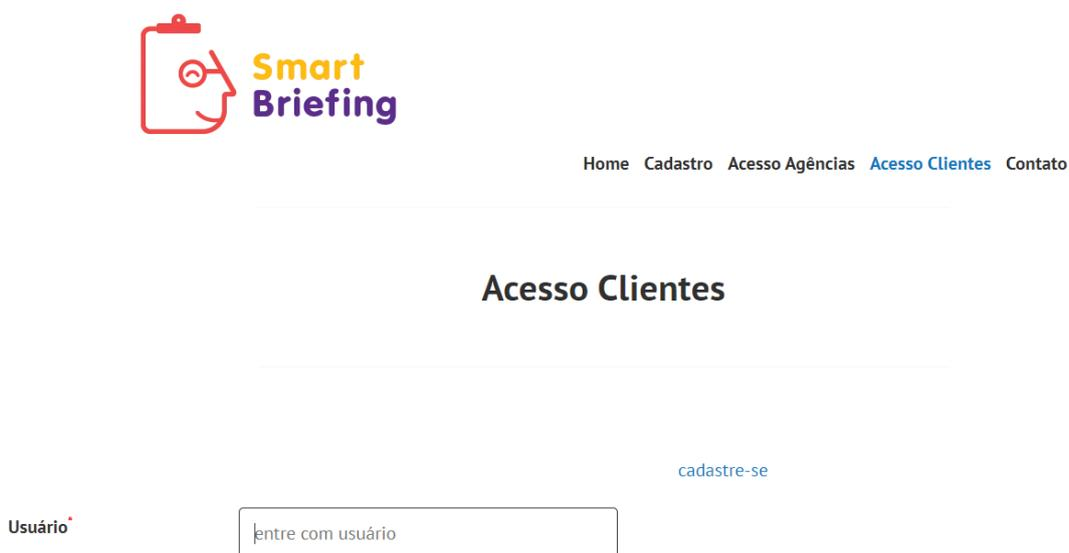 Smart
Briefing
Home Cadastro Acesso Agências Acesso Clientes Contato
Acesso Clientes
cadastre-se
Usuário*
entre com usuário